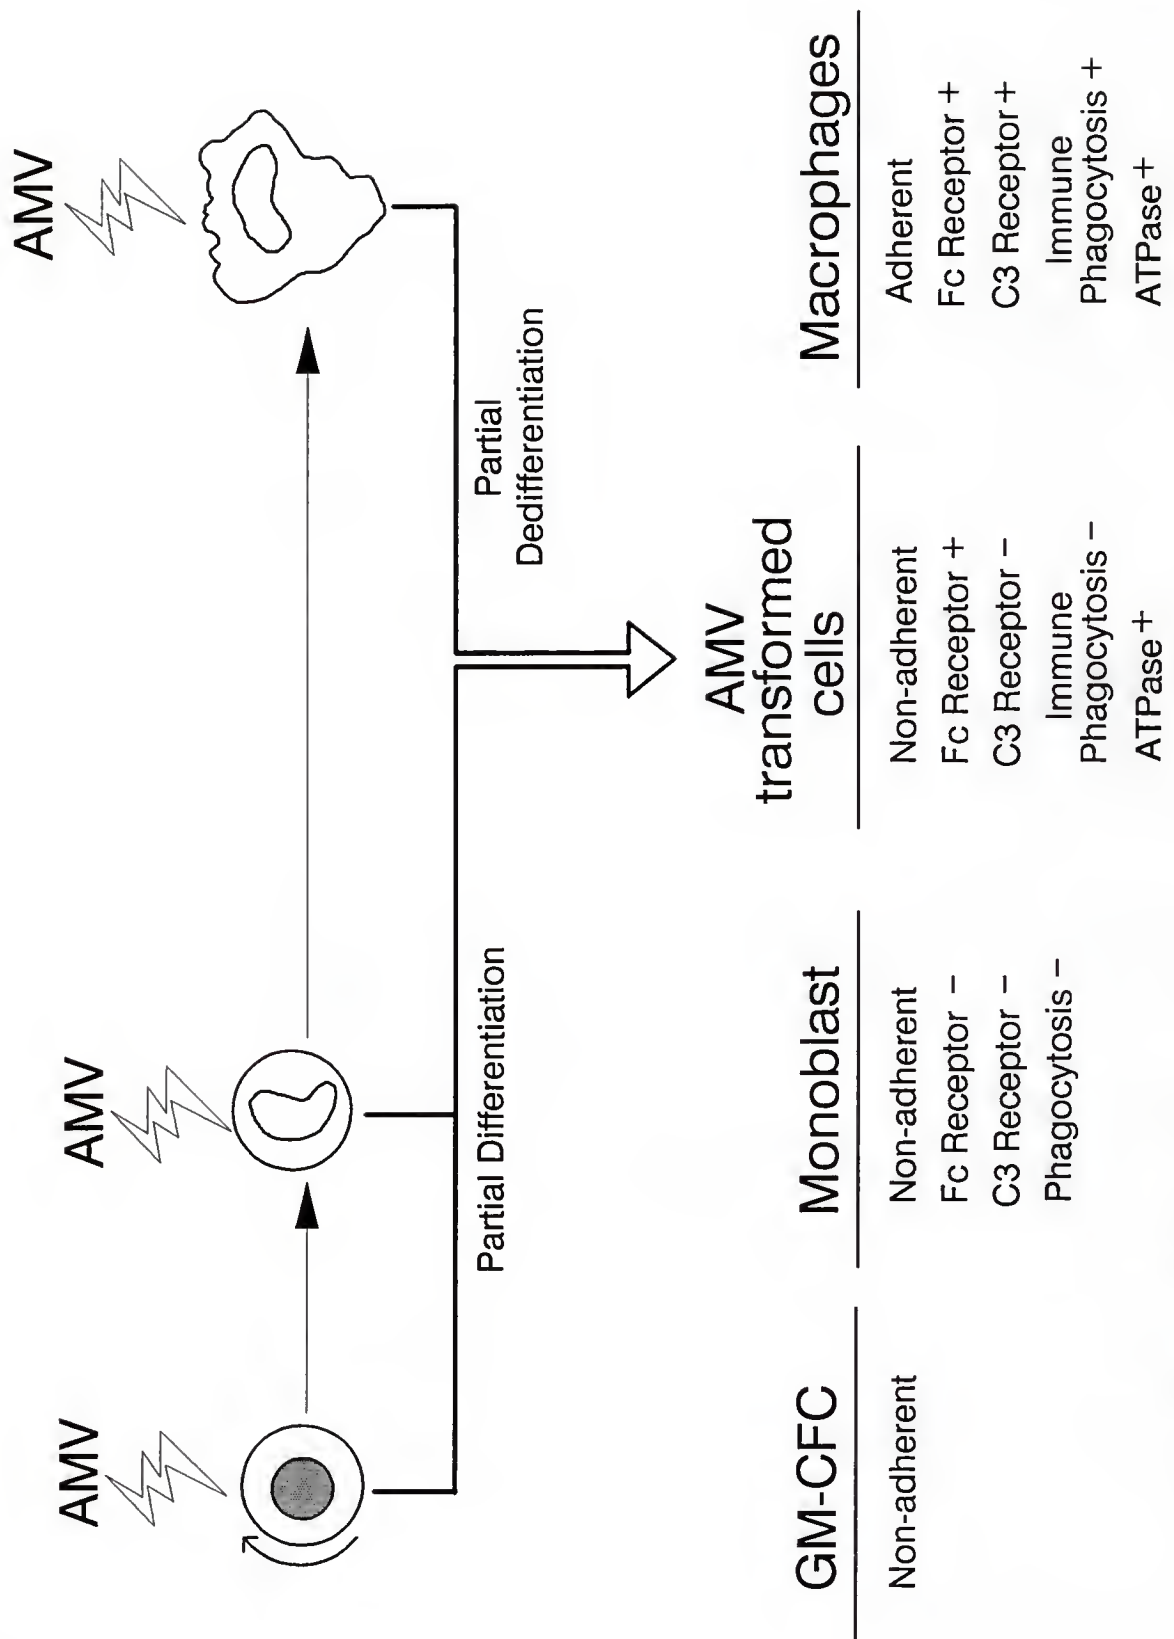 AMV
AMV
AMV
Partial Differentiation
Partial
Dedifferentiation
GM-CFC
Non-adherent
Monoblast
Non-adherent
Fc Receptor −
C3 Receptor −
Phagocytosis −
AMV
transformed
cells
Non-adherent
Fc Receptor +
C3 Receptor −
Immune
Phagocytosis −
ATPase +
Macrophages
Adherent
Fc Receptor +
C3 Receptor +
Immune
Phagocytosis +
ATPase +